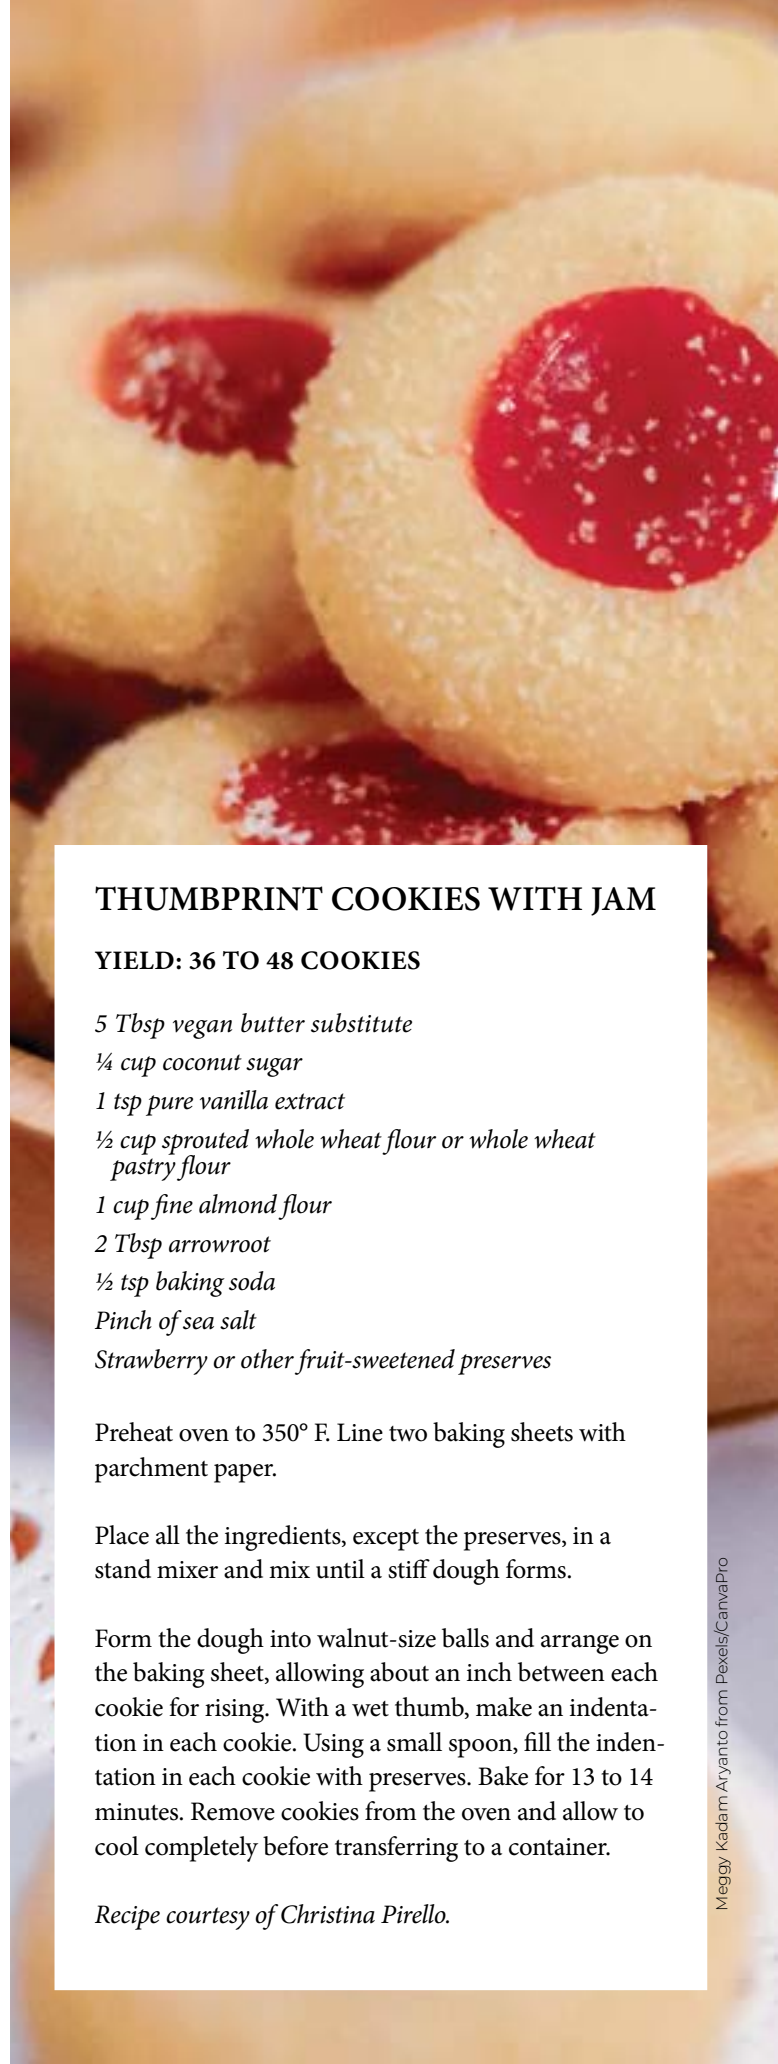 THUMBPRINT COOKIES WITH JAM
YIELD: 36 TO 48 COOKIES
5 Tbsp vegan butter substitute
¼ cup coconut sugar
1 tsp pure vanilla extract
½ cup sprouted whole wheat flour or whole wheat
pastry flour
1 cup fine almond flour
2 Tbsp arrowroot
½ tsp baking soda
Pinch of sea salt
Strawberry or other fruit-sweetened preserves
Preheat oven to 350° F. Line two baking sheets with
parchment paper.
Place all the ingredients, except the preserves, in a
stand mixer and mix until a stiff dough forms.
Form the dough into walnut-size balls and arrange on
the baking sheet, allowing about an inch between each
cookie for rising. With a wet thumb, make an indenta-
tion in each cookie. Using a small spoon, fill the inden-
tation in each cookie with preserves. Bake for 13 to 14
minutes. Remove cookies from the oven and allow to
cool completely before transferring to a container.
Recipe courtesy of Christina Pirello.
Meggy Kadam Aryanto from Pexels/CanvaPro